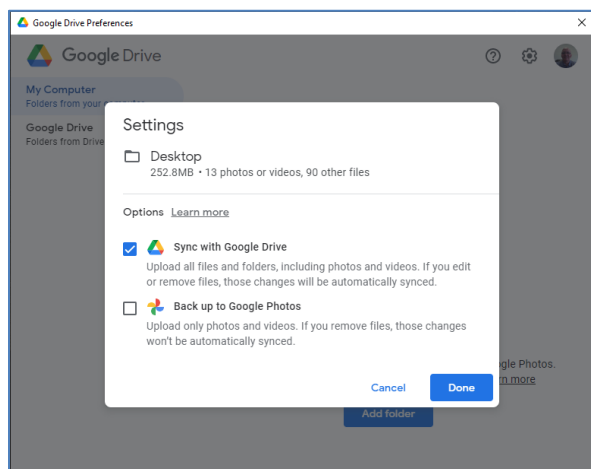 Google Drive Preferences
Google Drive
My Computer
Folders from your computer
Google Drive
Folders from Drive
Settings
Desktop
252.8MB • 13 photos or videos, 90 other files
Options Learn more
Sync with Google Drive
Upload all files and folders, including photos and videos. If you edit
or remove files, those changes will be automatically synced.
Back up to Google Photos
Upload only photos and videos. If you remove files, those changes
won't be automatically synced.
Photos.
more
Cancel Done
Add folder